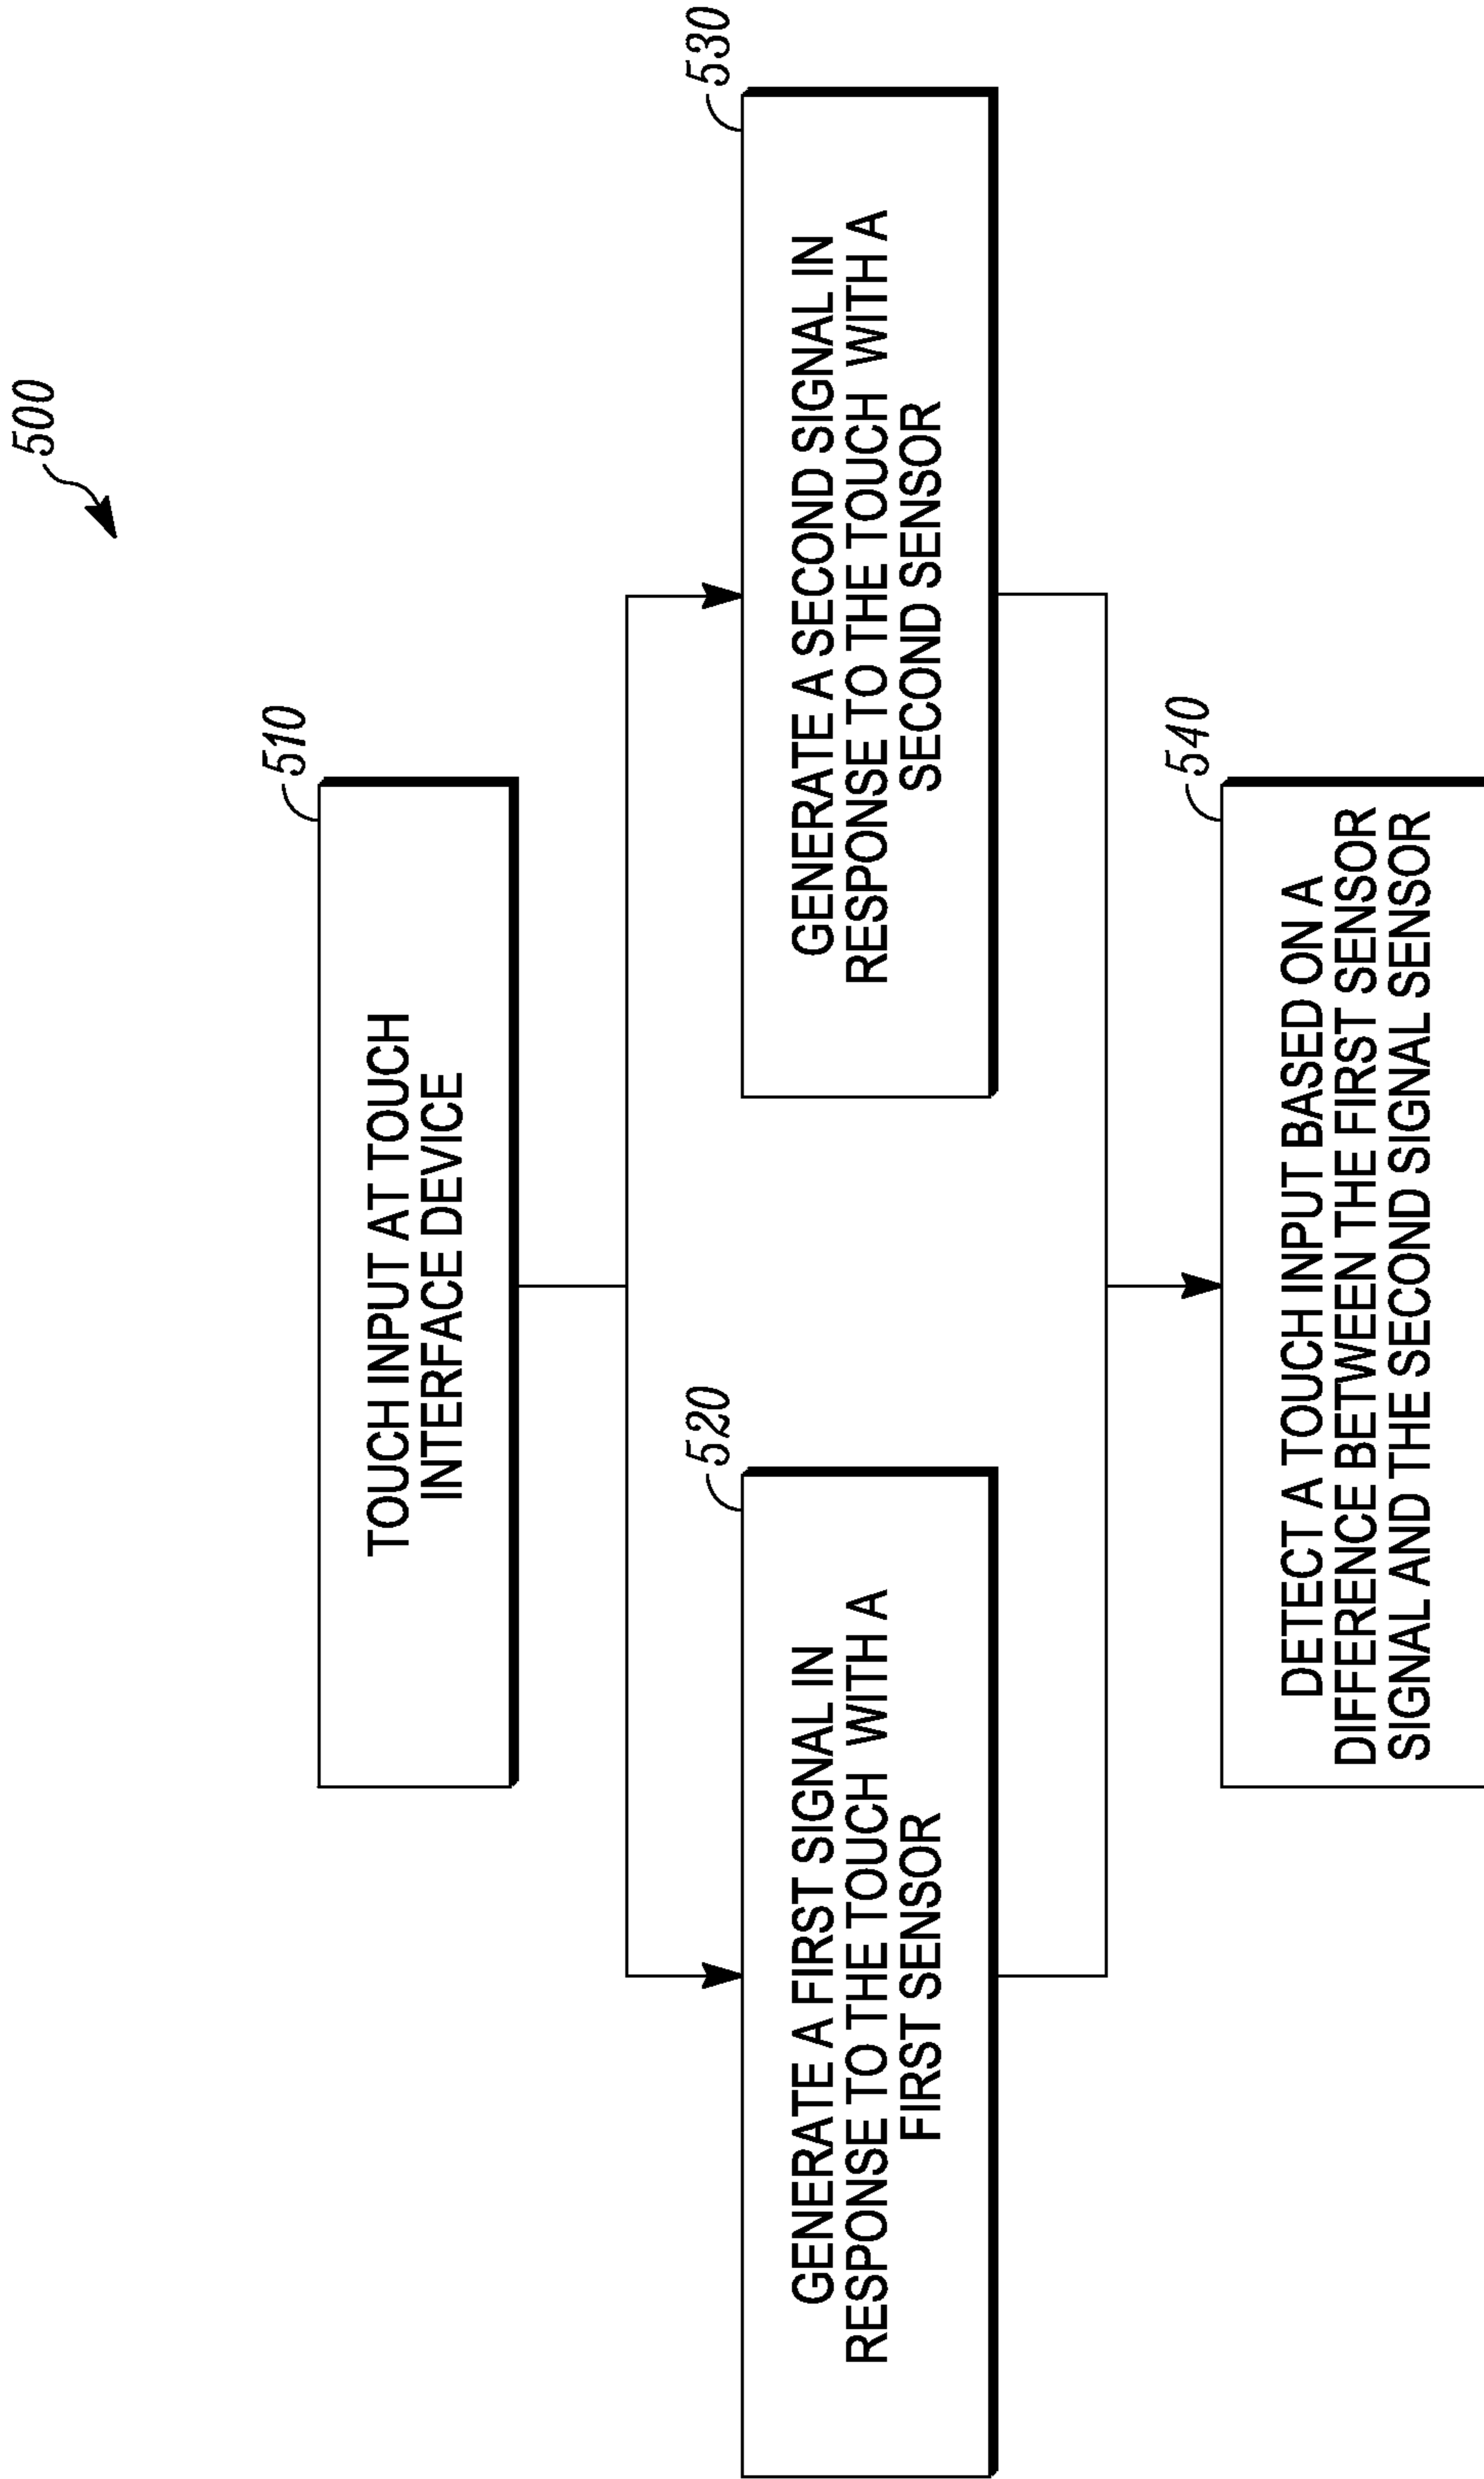 500
510
TOUCH INPUT AT TOUCH
INTERFACE DEVICE
520
GENERATE A FIRST SIGNAL IN
RESPONSE TO THE TOUCH WITH A
FIRST SENSOR
530
GENERATE A SECOND SIGNAL IN
RESPONSE TO THE TOUCH WITH A
SECOND SENSOR
540
DETECT A TOUCH INPUT BASED ON A
DIFFERENCE BETWEEN THE FIRST SENSOR
SIGNAL AND THE SECOND SIGNAL SENSOR